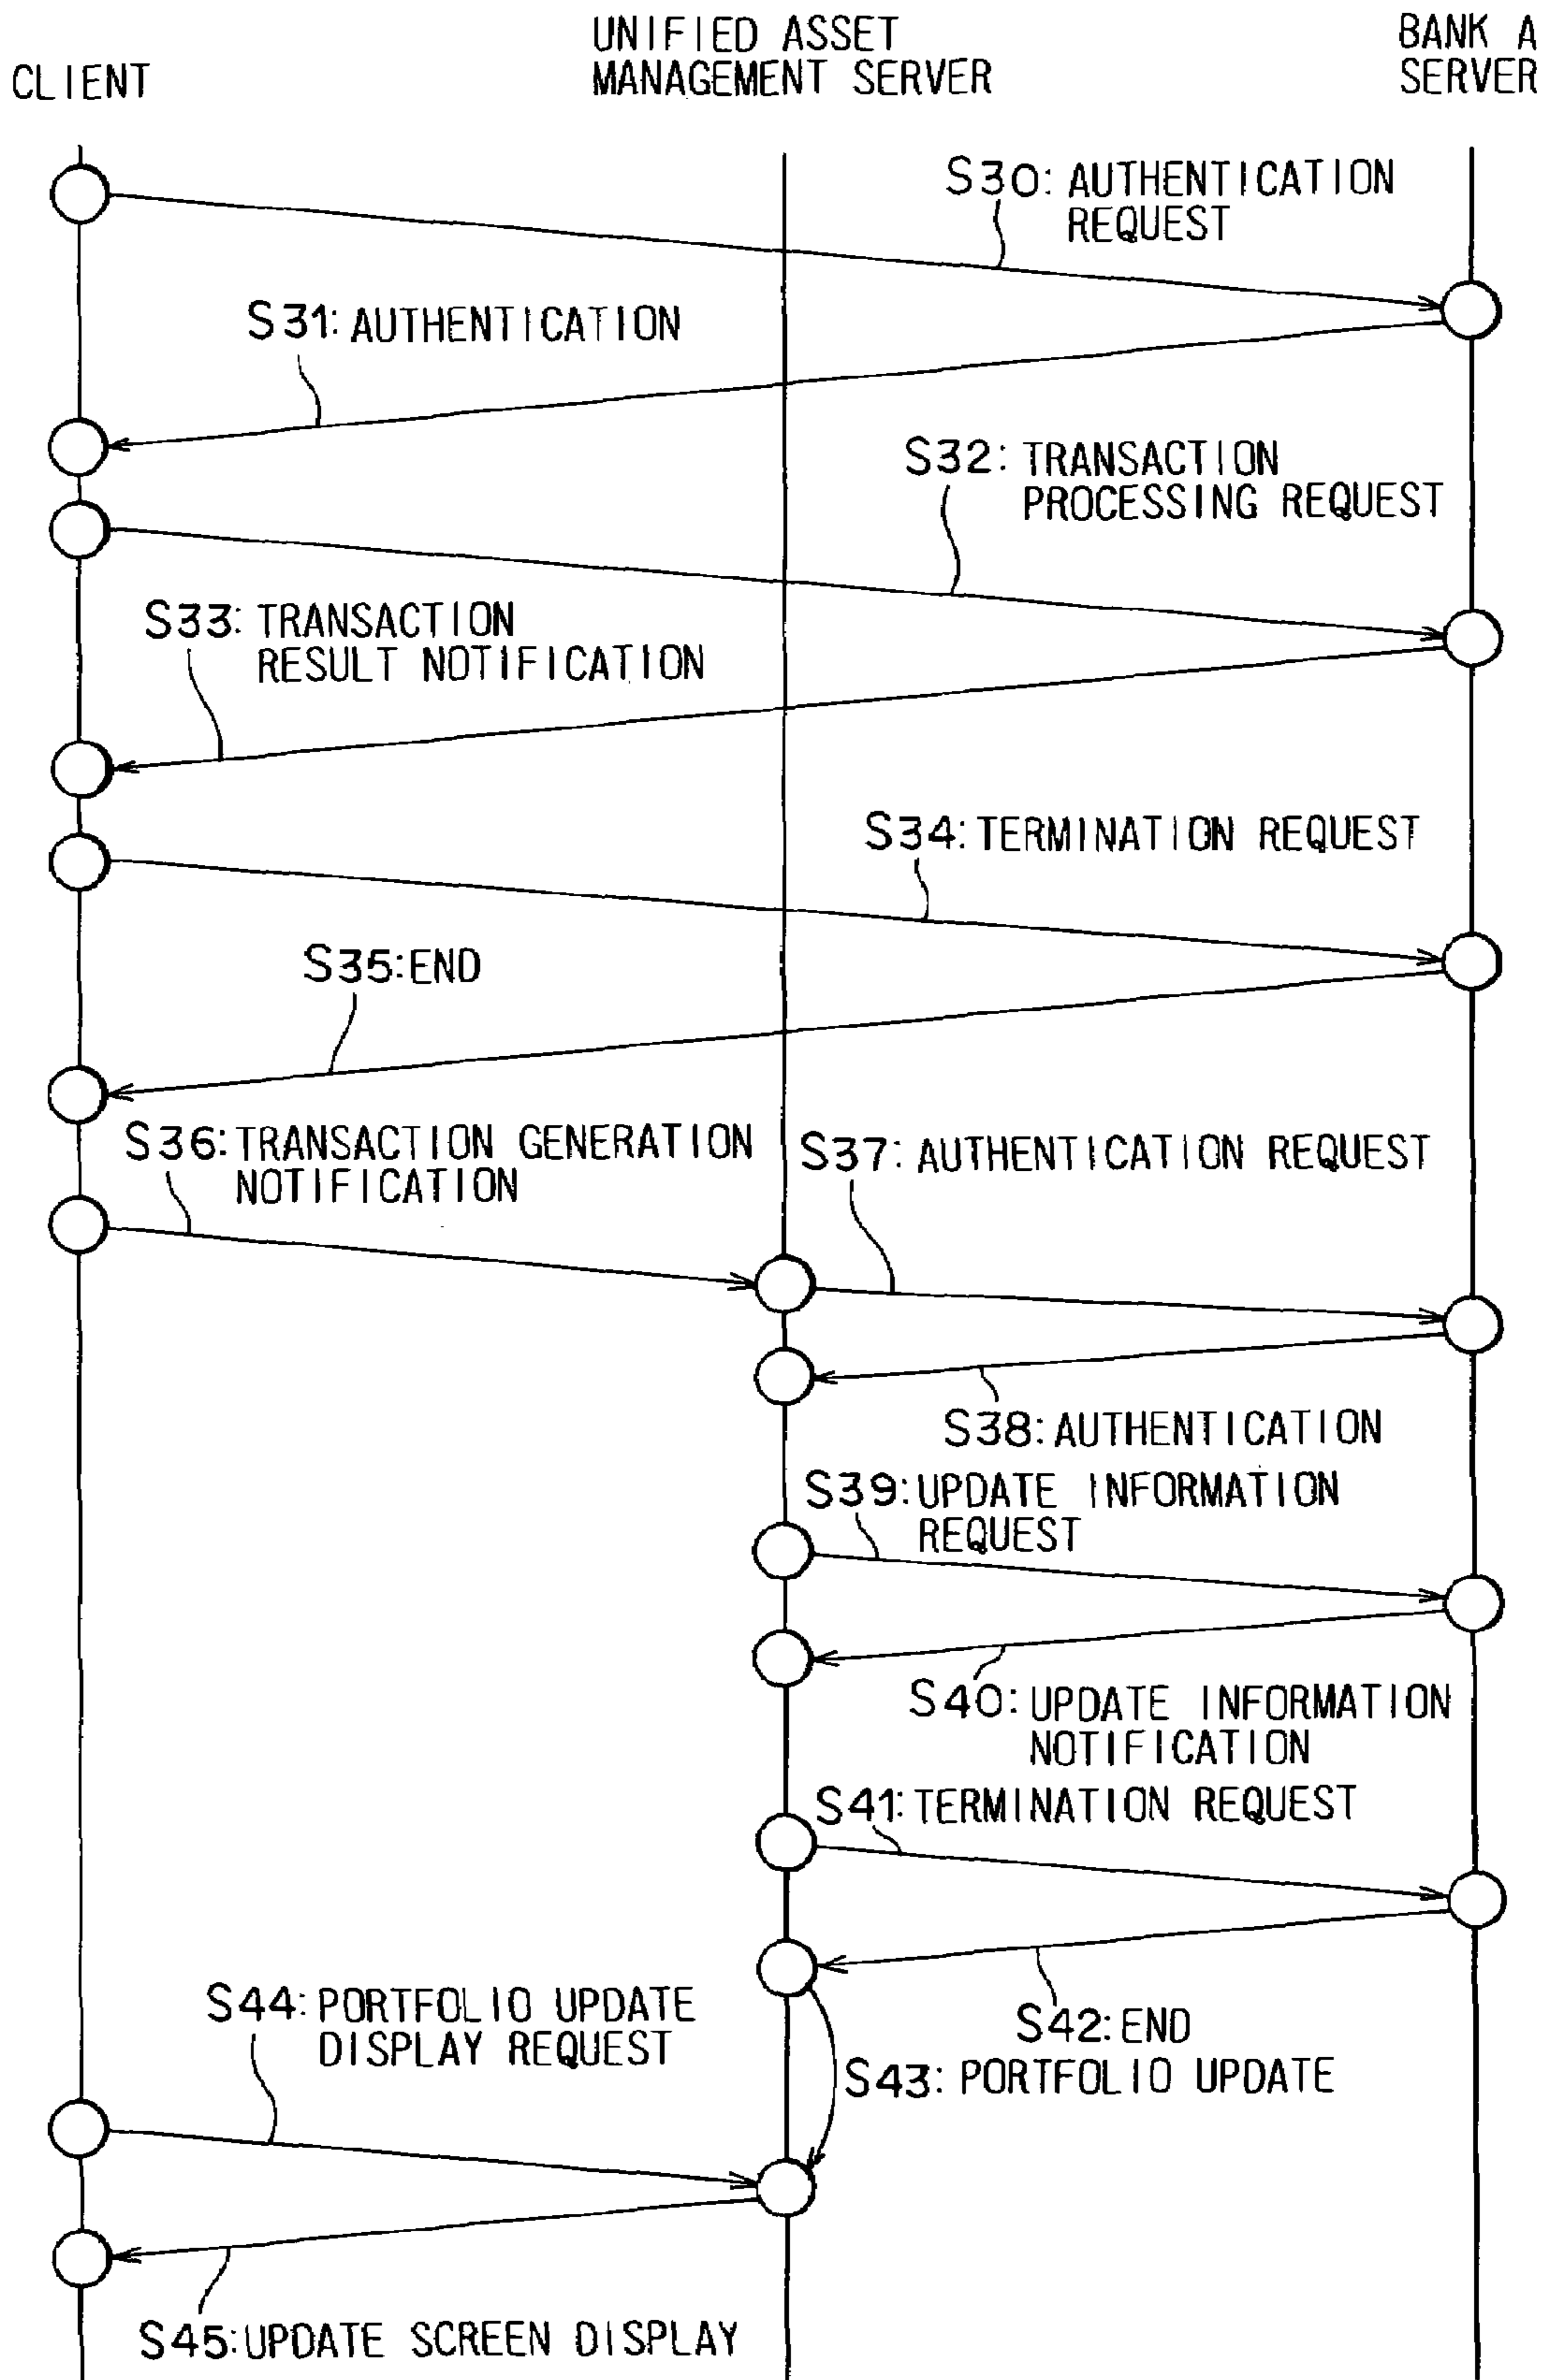 CLIENT
UNIFIED ASSET
MANAGEMENT SERVER
BANK A
SERVER
S30: AUTHENTICATION
REQUEST
S31: AUTHENTICATION
S32: TRANSACTION
PROCESSING REQUEST
S33: TRANSACTION
RESULT NOTIFICATION
S34: TERMINATION REQUEST
S35: END
S36: TRANSACTION GENERATION
NOTIFICATION
S37: AUTHENTICATION REQUEST
S38: AUTHENTICATION
S39: UPDATE INFORMATION
REQUEST
S40: UPDATE INFORMATION
NOTIFICATION
S41: TERMINATION REQUEST
S42: END
S43: PORTFOLIO UPDATE
S44: PORTFOLIO UPDATE
DISPLAY REQUEST
S45: UPDATE SCREEN DISPLAY